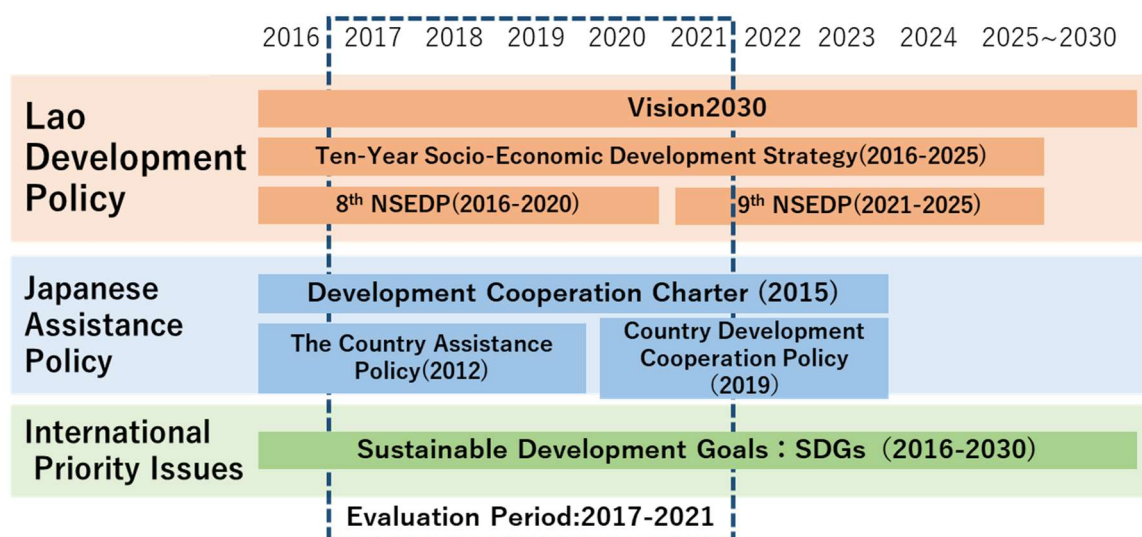 2016 2017 2018 2019 2020 2021 2022 2023 2024 2025~2030
Lao
Development
Policy
Vision2030
Ten-Year Socio-Economic Development Strategy(2016-2025)
8th NSEDP(2016-2020)
9th NSEDP(2021-2025)
Japanese
Assistance
Policy
Development Cooperation Charter (2015)
The Country Assistance
Policy(2012)
Country Development
Cooperation Policy
(2019)
International
Priority Issues
Sustainable Development Goals：SDGs（2016-2030）
Evaluation Period:2017-2021